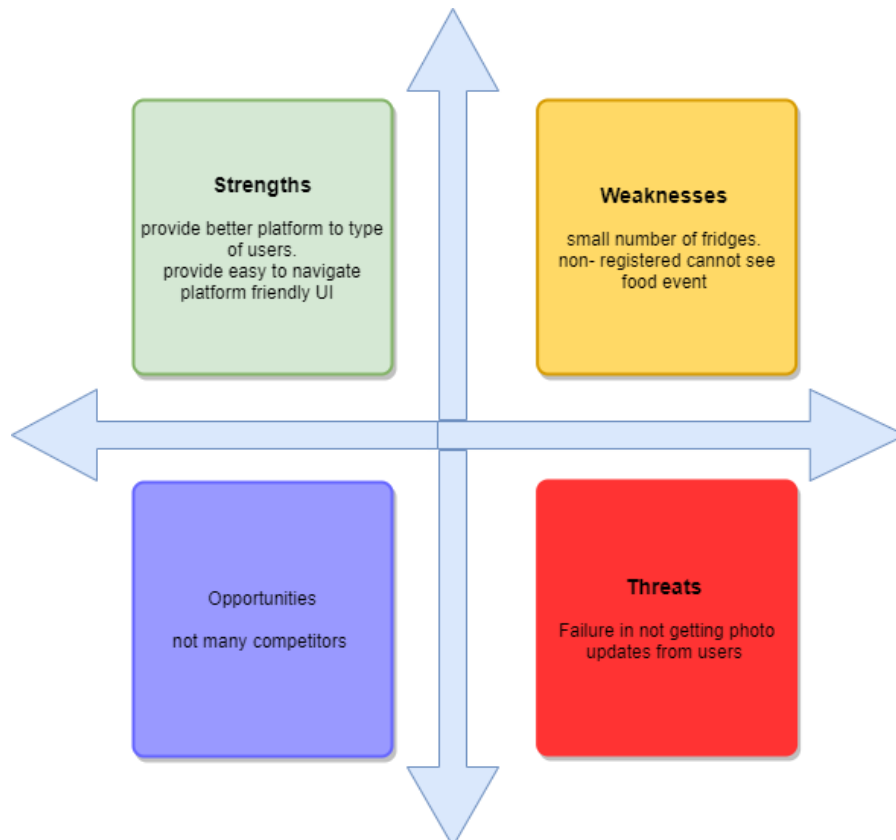 Strengths
provide better platform to type
of users.
provide easy to navigate
platform friendly UI
Weaknesses
small number of fridges.
non- registered cannot see
food event
Opportunities
not many competitors
Threats
Failure in not getting photo
updates from users